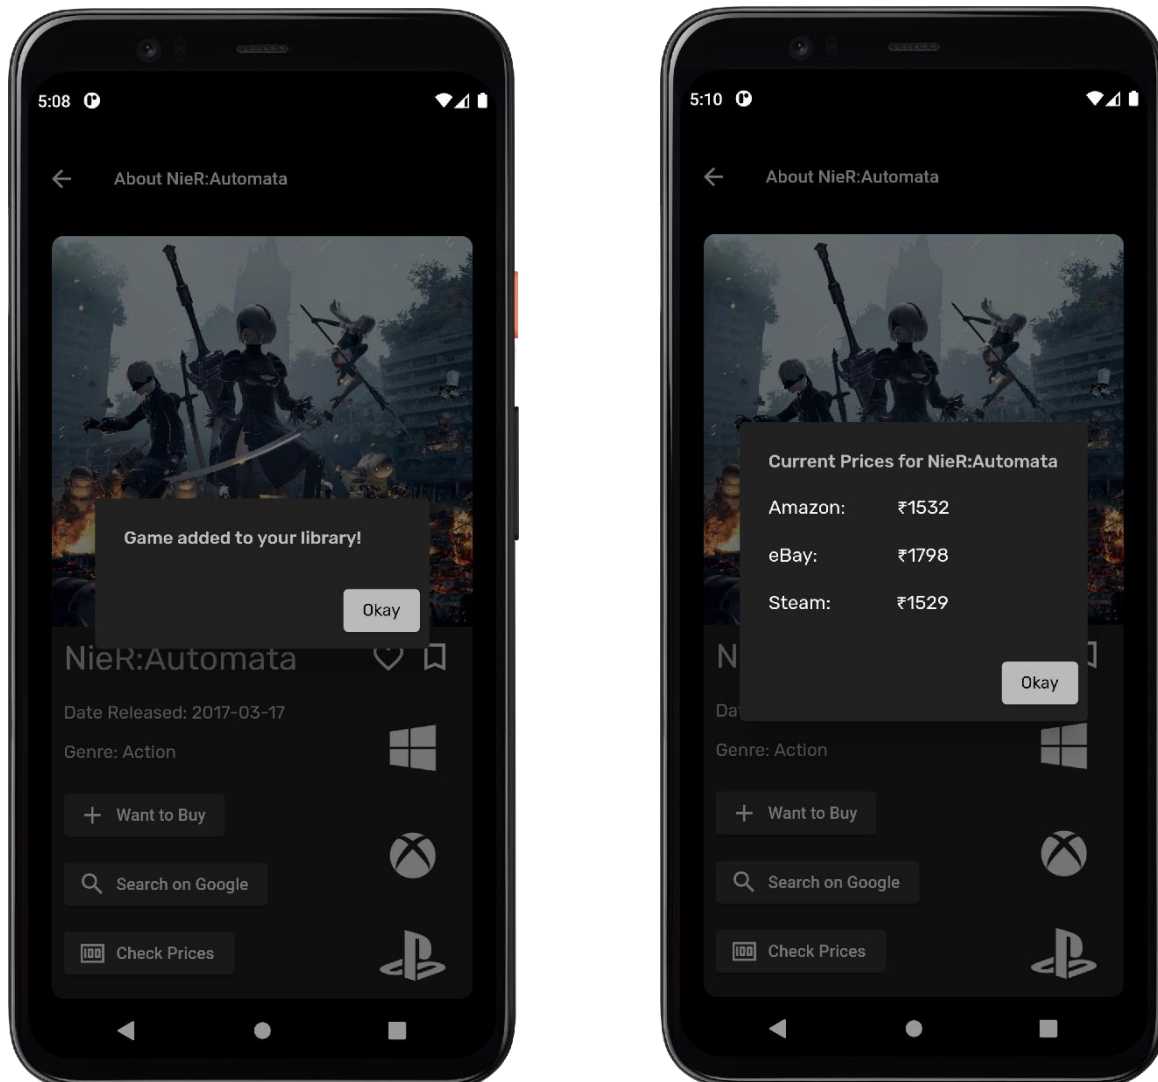 5:08
About NieR:Automata
Game added to your library!
Okay
NieR:Automata
Date Released: 2017-03-17
Genre: Action
Want to Buy
Search on Google
Check Prices
5:10
About NieR:Automata
Current Prices for NieR:Automata
Amazon: ₹1532
eBay: ₹1798
Steam: ₹1529
Okay
N
Da
Genre: Action
Want to Buy
Search on Google
Check Prices